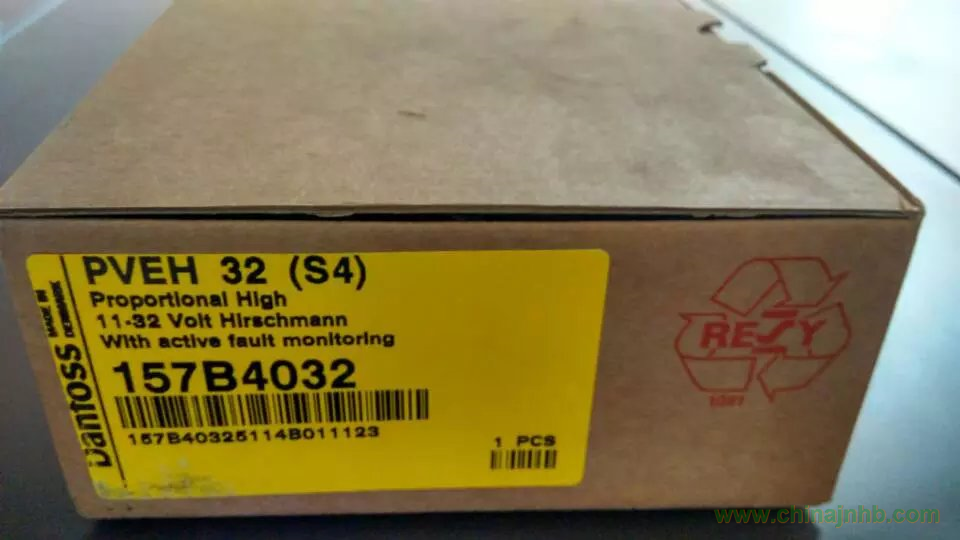 PVEH 32 (S4)
Proportional High
11-32 Volt Hirschmann
With active fault monitoring
157B4032
157B40325114B011123
1 PCS
Danfoss
MADE IN
DENMARK
RESY
www.chinajnhb.com